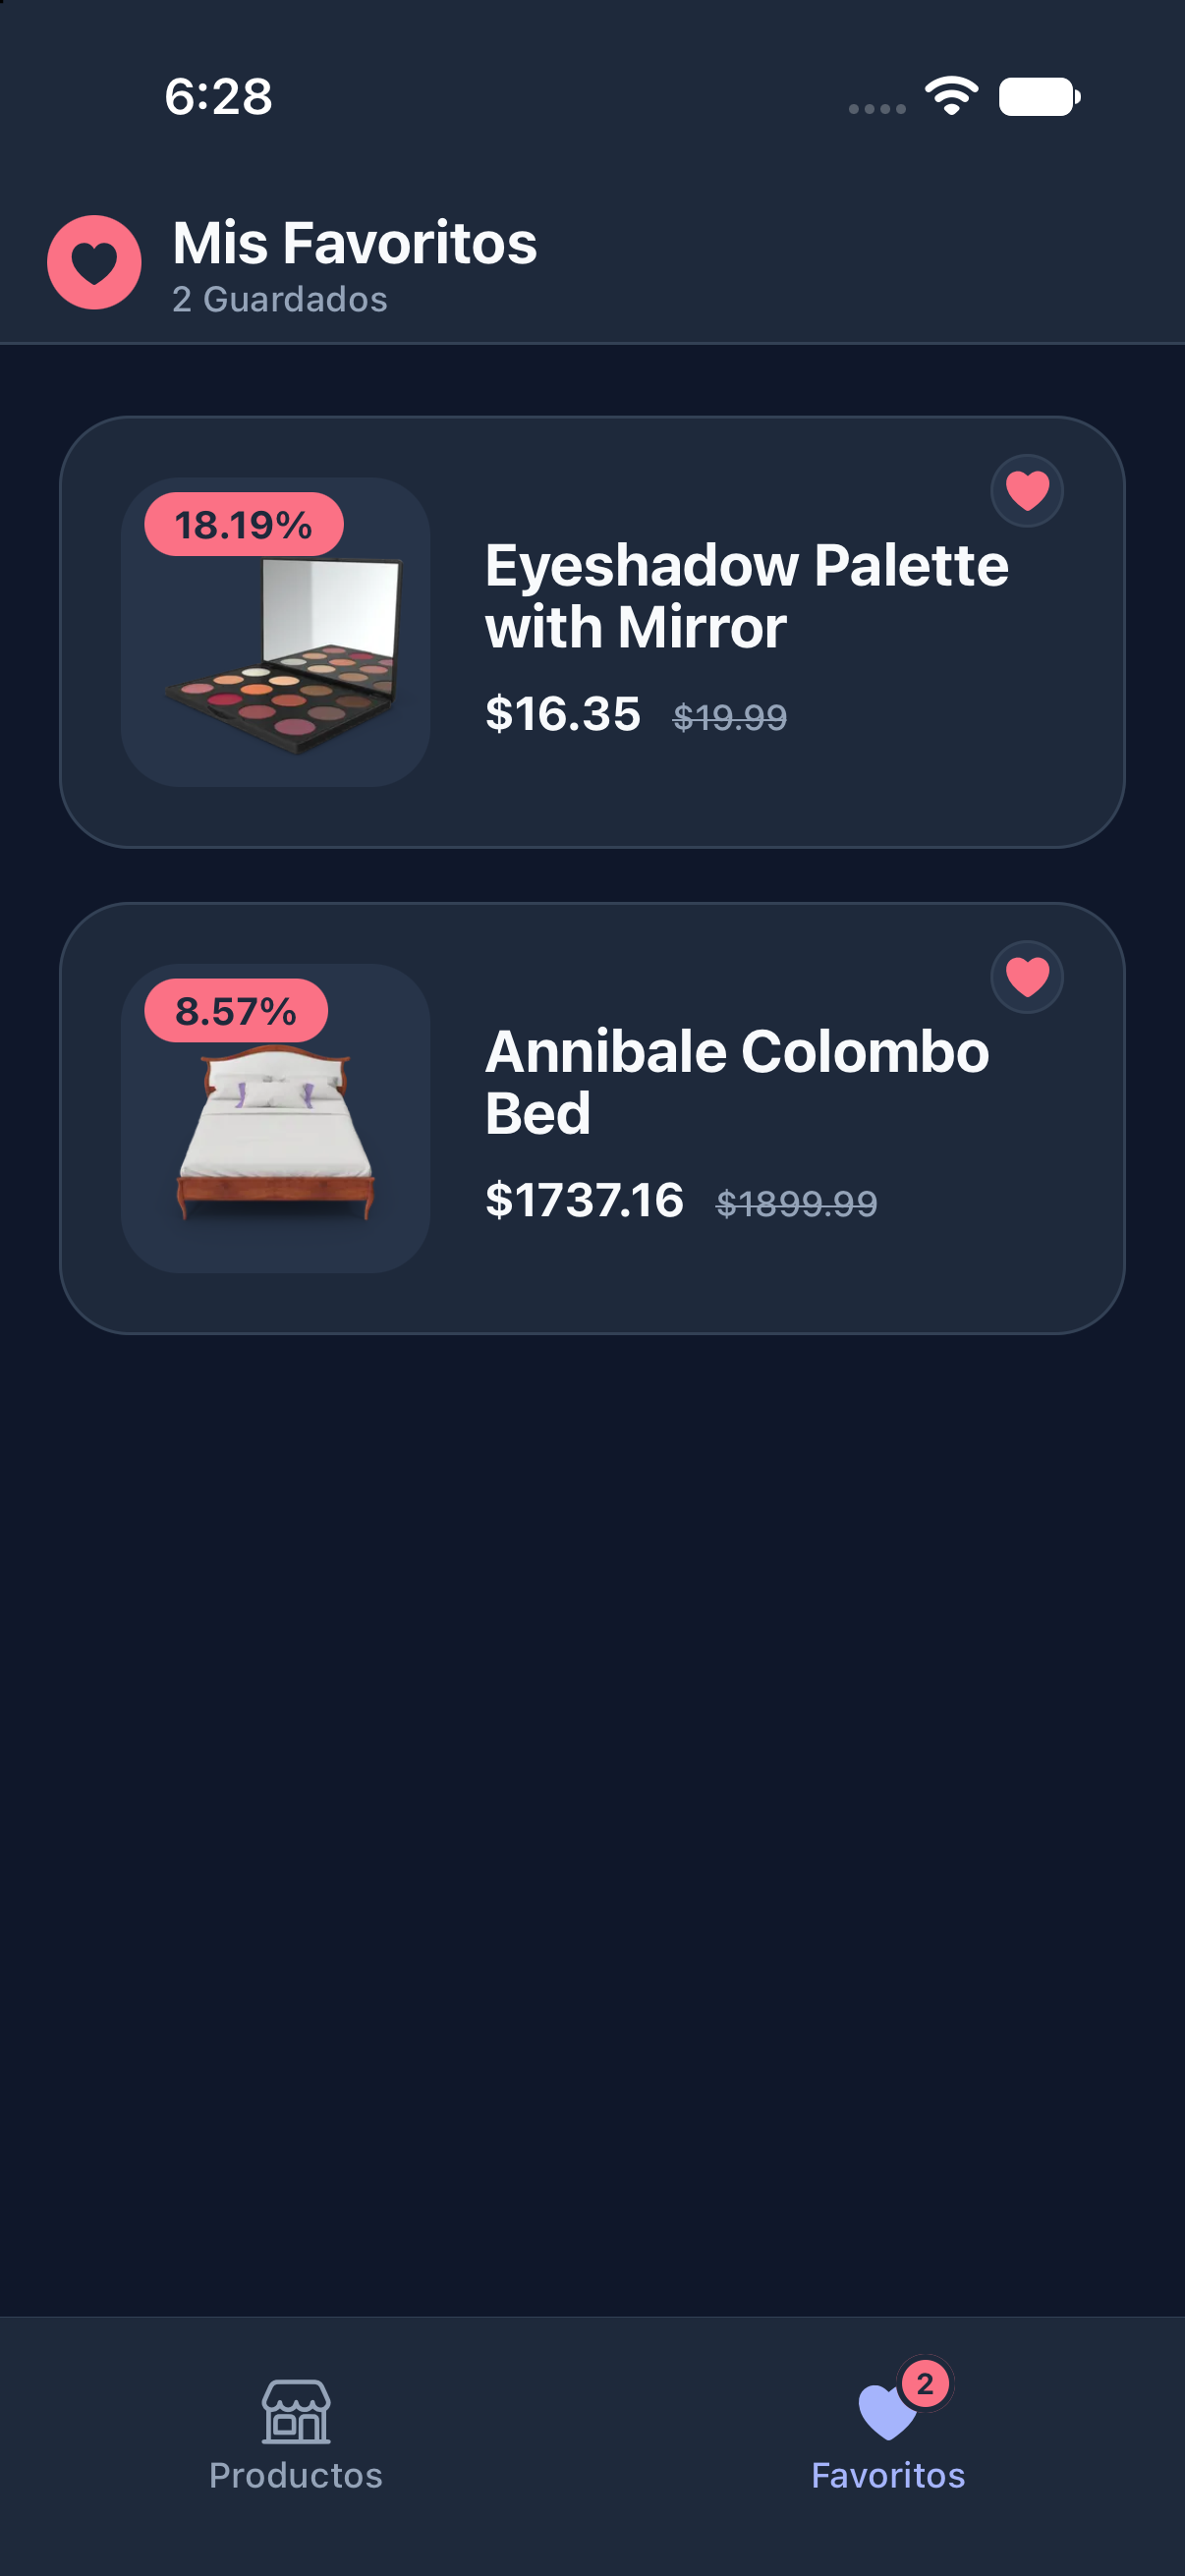 6:28
Mis Favoritos
2 Guardados
18.19%
Eyeshadow Palette
with Mirror
$16.35 $19.99
8.57%
Annibale Colombo
Bed
$1737.16 $1899.99
2
Productos
Favoritos